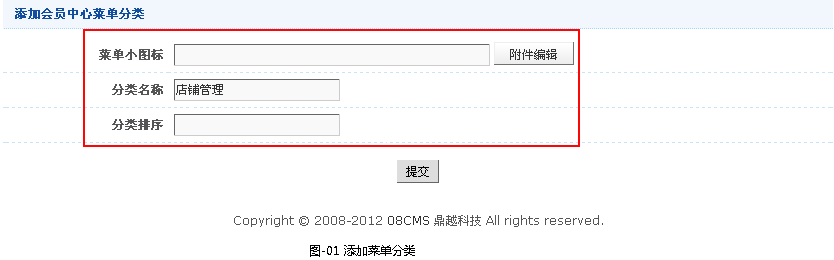 添加会员中心菜单分类
菜单小图标 附件编辑
分类名称 店铺管理
分类排序
提交
Copyright © 2008-2012 08CMS 鼎越科技 All rights reserved.
图-01 添加菜单分类